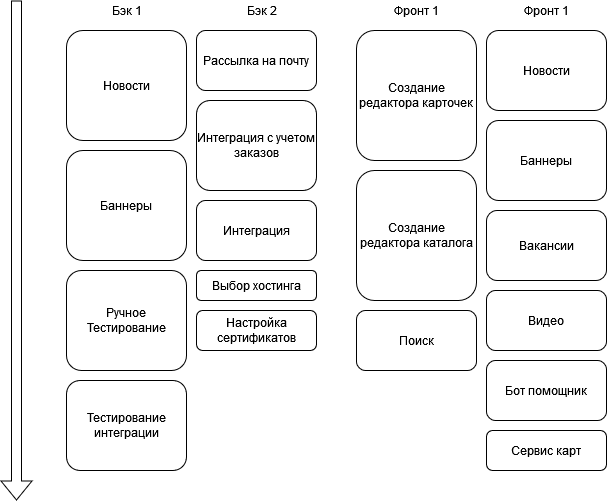 Бэк 1
Бэк 2
Фронт 1
Фронт 1
Новости
Баннеры
Ручное
Тестирование
Тестирование
интеграции
Рассылка на почту
Интеграция с учетом
заказов
Интеграция
Выбор хостинга
Настройка
сертификатов
Создание
редактора карточек
Создание
редактора каталога
Поиск
Новости
Баннеры
Вакансии
Видео
Бот помощник
Сервис карт